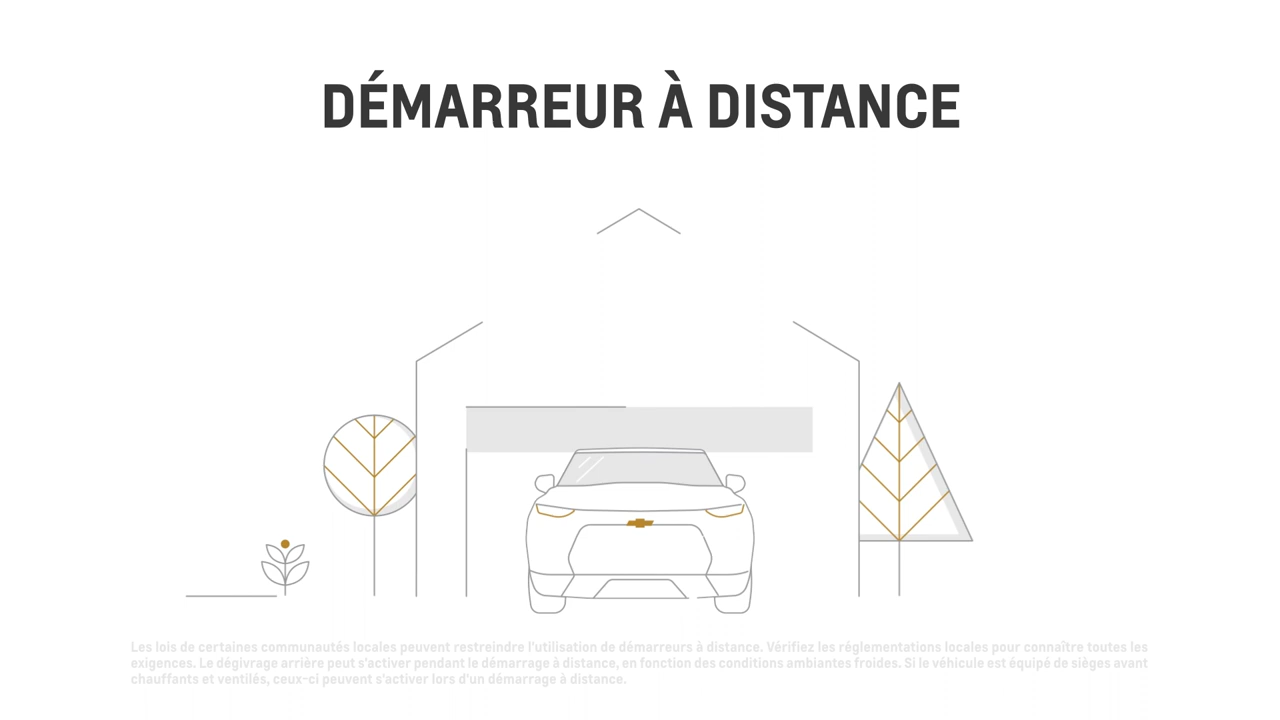 DÉMARREUR À DISTANCE
Les lois de certaines communautés locales peuvent restreindre l'utilisation de démarreurs à distance. Vérifiez les réglementations locales pour connaître toutes les
exigences. Le dégivrage arrière peut s'activer pendant le démarrage à distance, en fonction des conditions ambiantes froides. Si le véhicule est équipé de sièges avant
chauffants et ventilés, ceux-ci peuvent s'activer lors d'un démarrage à distance.